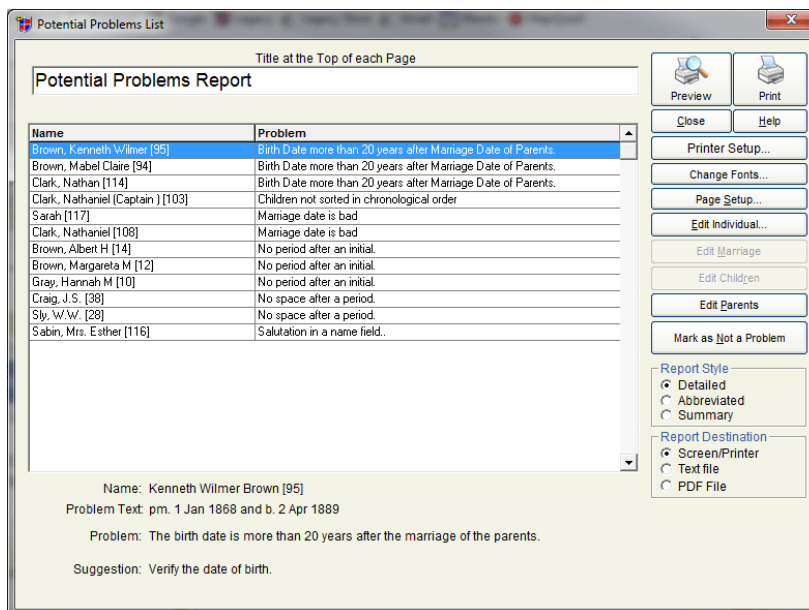 Potential Problems List
Title at the Top of each Page
Potential Problems Report
Preview
Print
Close
Help
Name Problem
Brown, Kenneth Wilmer [95] Birth Date more than 20 years after Marriage Date of Parents.
Brown, Mabel Claire [94] Birth Date more than 20 years after Marriage Date of Parents.
Clark, Nathan [114] Birth Date more than 20 years after Marriage Date of Parents.
Clark, Nathaniel (Captain ) [103] Children not sorted in chronological order
Sarah [117] Marriage date is bad
Clark, Nathaniel [108] Marriage date is bad
Brown, Albert H [14] No period after an initial.
Brown, Margareta M [12] No period after an initial.
Gray, Hannah M [10] No period after an initial.
Craig, J.S. [38] No space after a period.
Sly, W.W. [28] No space after a period.
Sabin, Mrs. Esther [116] Salutation in a name field..
Printer Setup...
Change Fonts...
Page Setup...
Edit Individual...
Edit Marriage
Edit Children
Edit Parents
Mark as Not a Problem
Report Style
Detailed
Abbreviated
Summary
Report Destination
Screen/Printer
Text file
PDF File
Name: Kenneth Wilmer Brown [95]
Problem Text: pm. 1 Jan 1868 and b. 2 Apr 1889
Problem: The birth date is more than 20 years after the marriage of the parents.
Suggestion: Verify the date of birth.